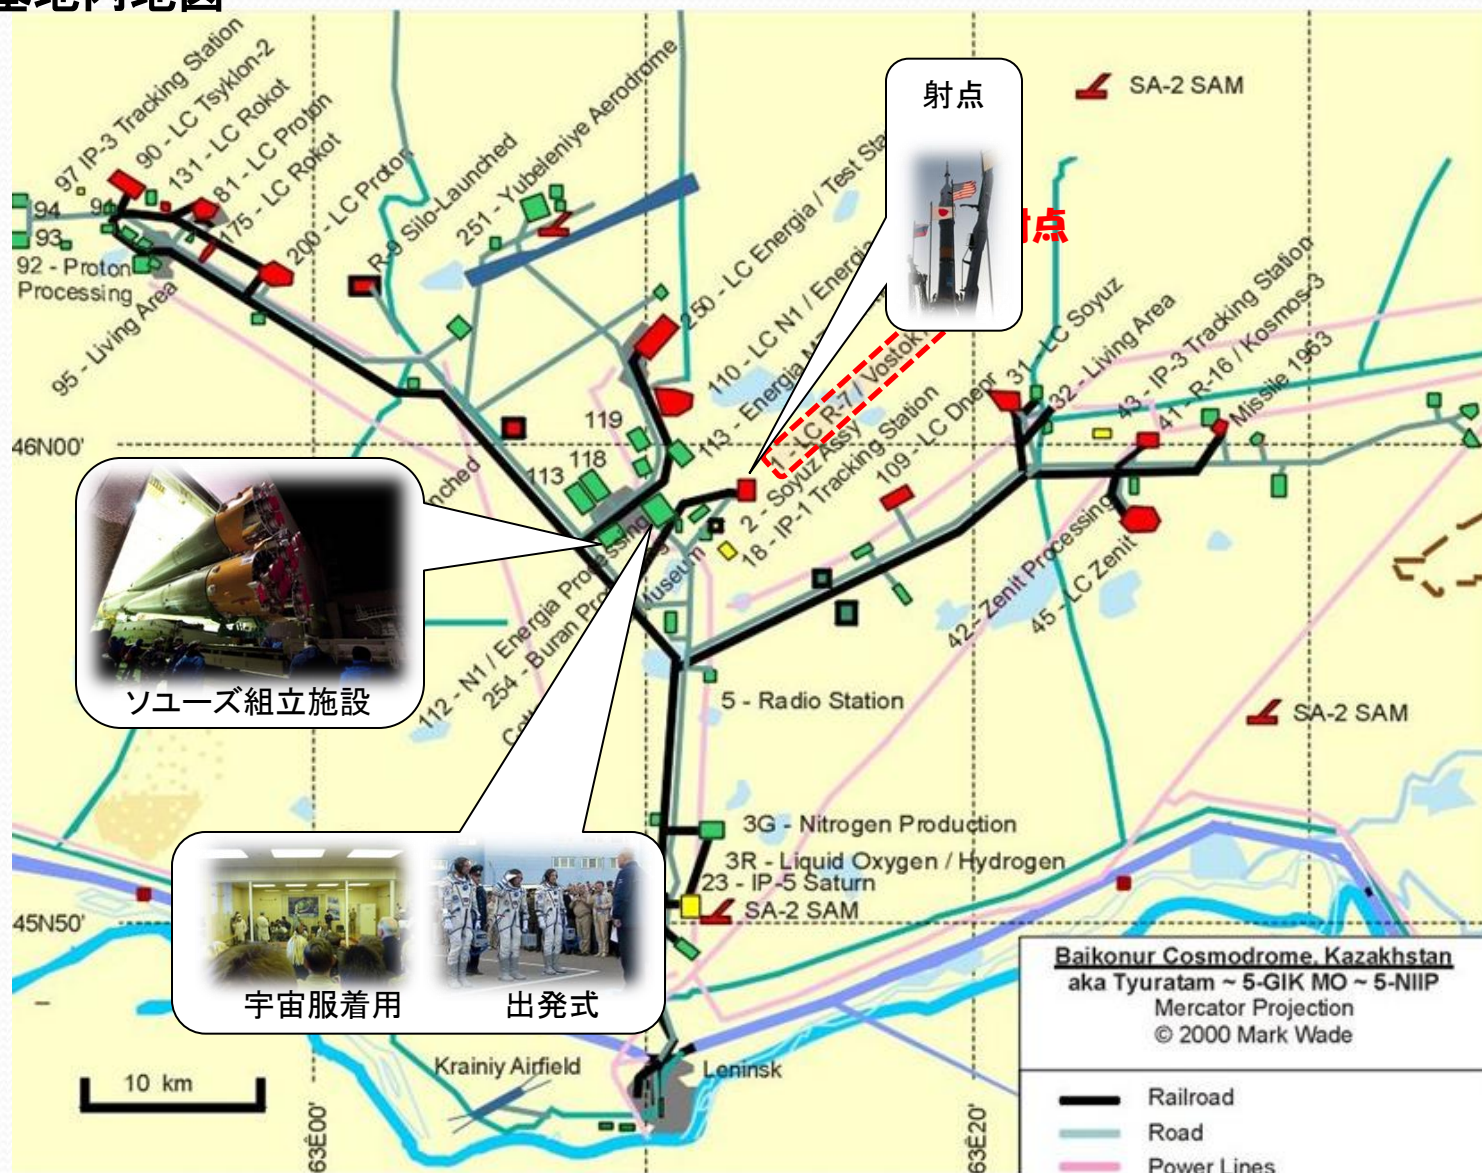 97 IP-3 Tracking Station
90 - LC Tsyklon-2
131 - LC Rokot
81 - LC Proton
175 - LC Rokot
200 - LC Proton
R-9 Silo-Launched
251 - Yubeleniye Aerodrome
250 - LC Energia / Test
110 - LC N1 / Energia
113 - Energia
射点
点
SA-2 SAM
94
93
92 - Proton
Processing
95 - Living Area
1 - LC R-7 / Vostok
2 - Soyuz Assy
18 - IP-1 Tracking Station
109 - LC Dnepr
31 - LC Soyuz
32 - Living Area
43 - IP-3 Tracking Station
41 - R-16 / Kosmos-3
Missile 1963
46N00'
119
118
113
ソユーズ組立施設
112 - N1 / Energia Processing
254 - Buran
42 - Zenit Processing
45 - LC Zenit
5 - Radio Station
SA-2 SAM
3G - Nitrogen Production
3R - Liquid Oxygen / Hydrogen
23 - IP-5 Saturn
SA-2 SAM
45N50'
宇宙服着用
出発式
Baikonur Cosmodrome, Kazakhstan
aka Tyuratam ~ 5-GIK MO ~ 5-NIIP
Mercator Projection
© 2000 Mark Wade
Krainiy Airfield
Leninsk
10 km
63E00'
63E20'
Railroad
Road
Power Lines